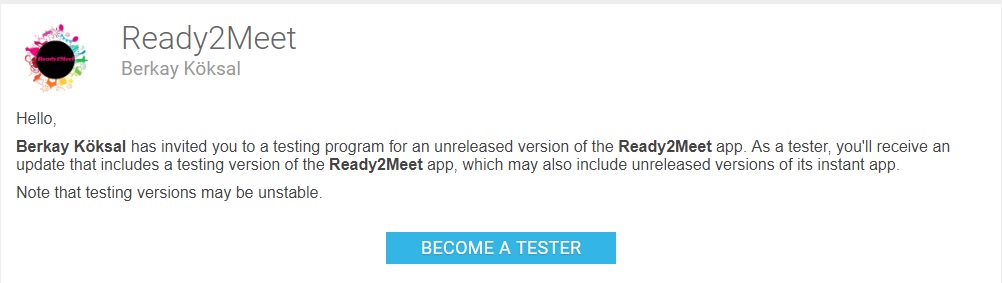 Ready2Meet
Ready2Meet
Berkay Köksal
Hello,
Berkay Köksal has invited you to a testing program for an unreleased version of the Ready2Meet app. As a tester, you'll receive an
update that includes a testing version of the Ready2Meet app, which may also include unreleased versions of its instant app.
Note that testing versions may be unstable.
BECOME A TESTER